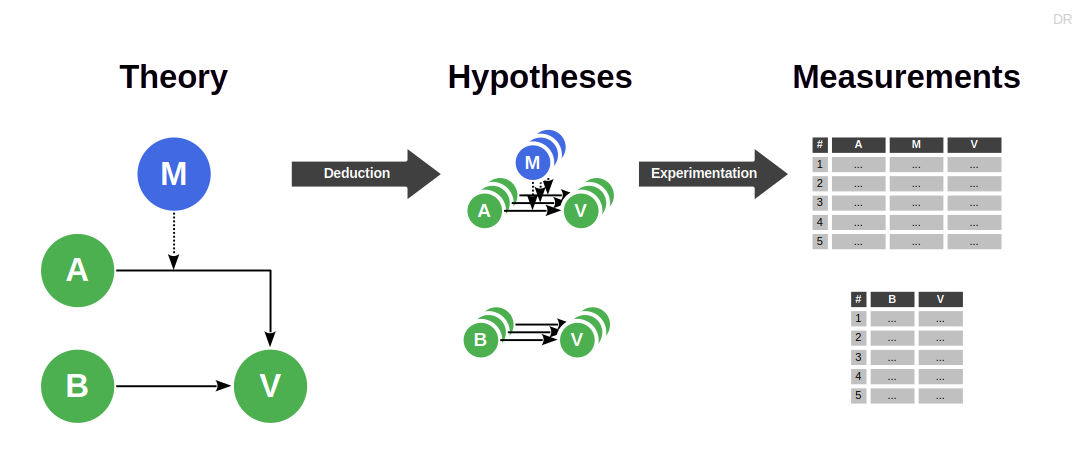 DR
Theory
Hypotheses
Measurements
M
A
B
V
Deduction
M
A
V
B
V
Experimentation
# A M V
1 ... ... ...
2 ... ... ...
3 ... ... ...
4 ... ... ...
5 ... ... ...
# B V
1 ... ...
2 ... ...
3 ... ...
4 ... ...
5 ... ...